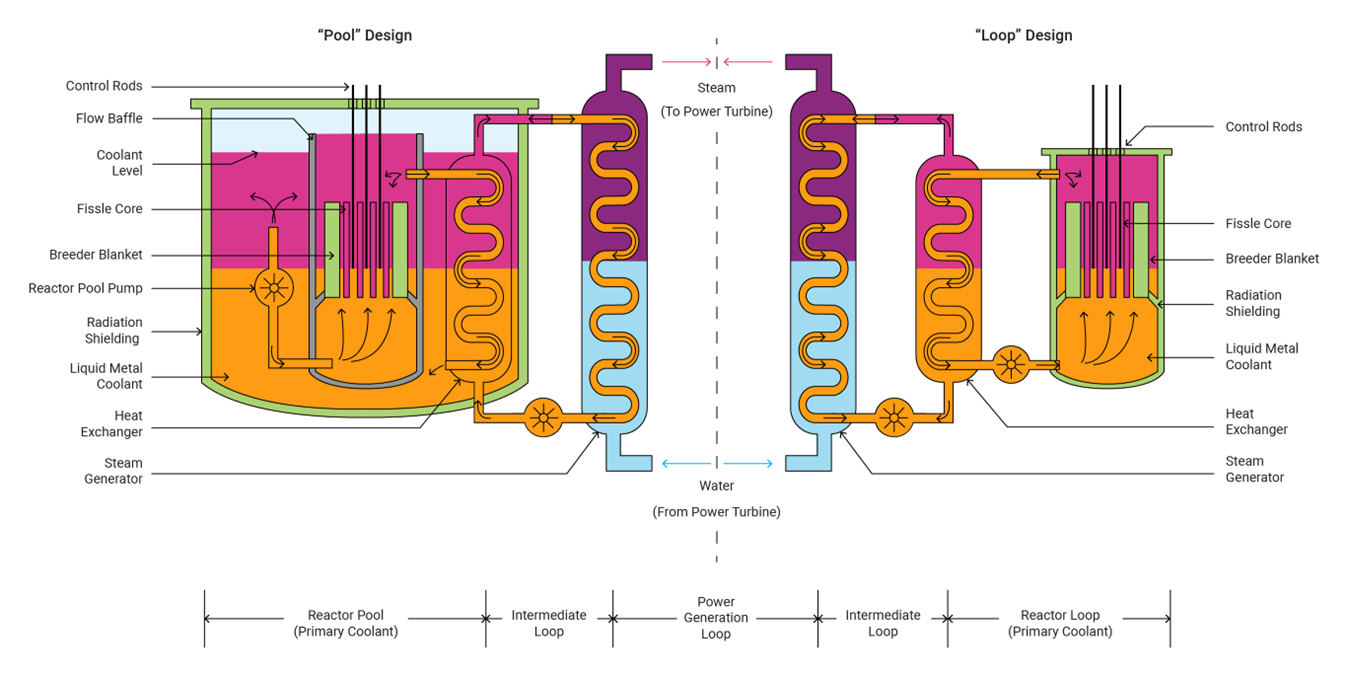 “Pool” Design
“Loop” Design
Control Rods
Flow Baffle
Coolant
Level
Fissle Core
Breeder Blanket
Reactor Pool Pump
Radiation
Shielding
Liquid Metal
Coolant
Heat
Exchanger
Steam
Generator
Steam
(To Power Turbine)
Water
(From Power Turbine)
Control Rods
Fissle Core
Breeder Blanket
Radiation
Shielding
Liquid Metal
Coolant
Heat
Exchanger
Steam
Generator
Reactor Pool
(Primary Coolant)
Intermediate
Loop
Power
Generation
Loop
Intermediate
Loop
Reactor Loop
(Primary Coolant)